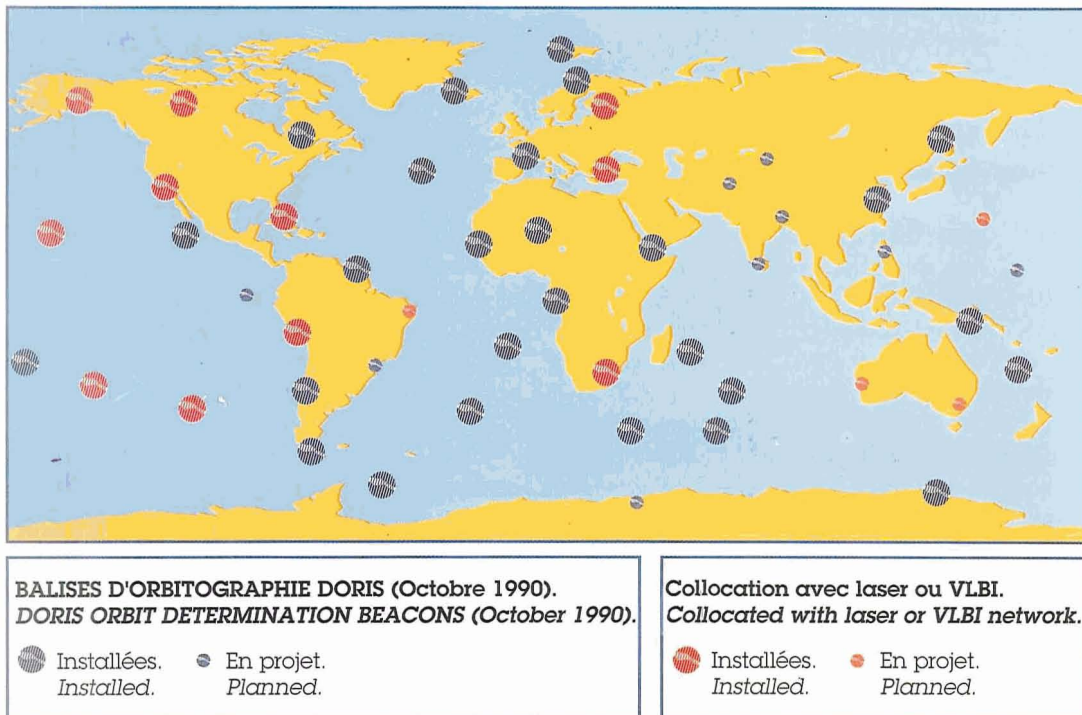 BALISES D'ORBITOGRAPHIE DORIS (Octobre 1990).
DORIS ORBIT DETERMINATION BEACONS (October 1990).
Installées.
Installed.
En projet.
Planned.
Collocation avec laser ou VLBI.
Collocated with laser or VLBI network.
Installées.
Installed.
En projet.
Planned.